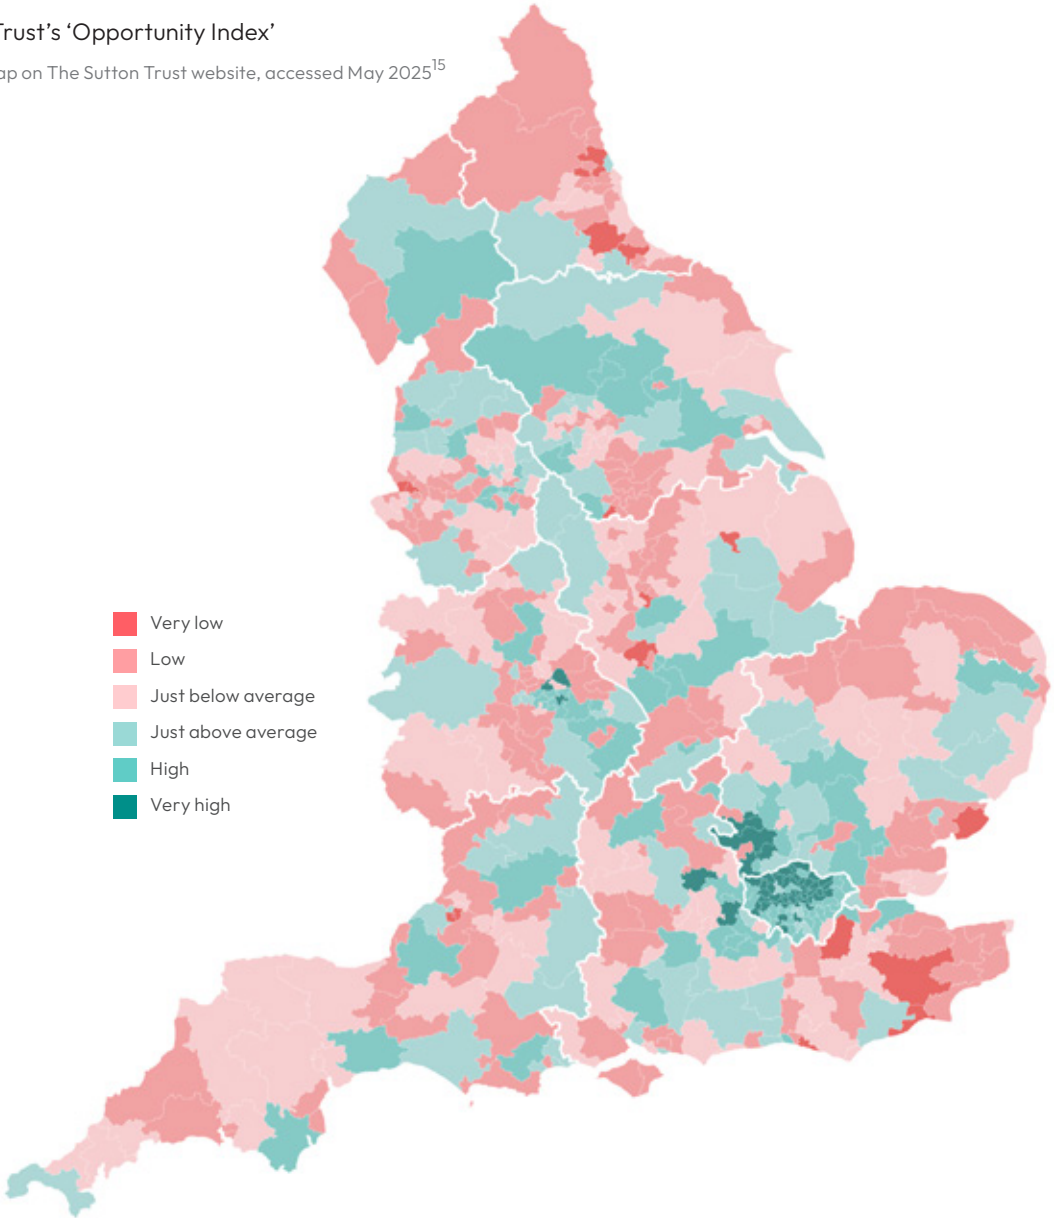 Trust’s ‘Opportunity Index’
ap on The Sutton Trust website, accessed May 2025¹⁵
Very low
Low
Just below average
Just above average
High
Very high